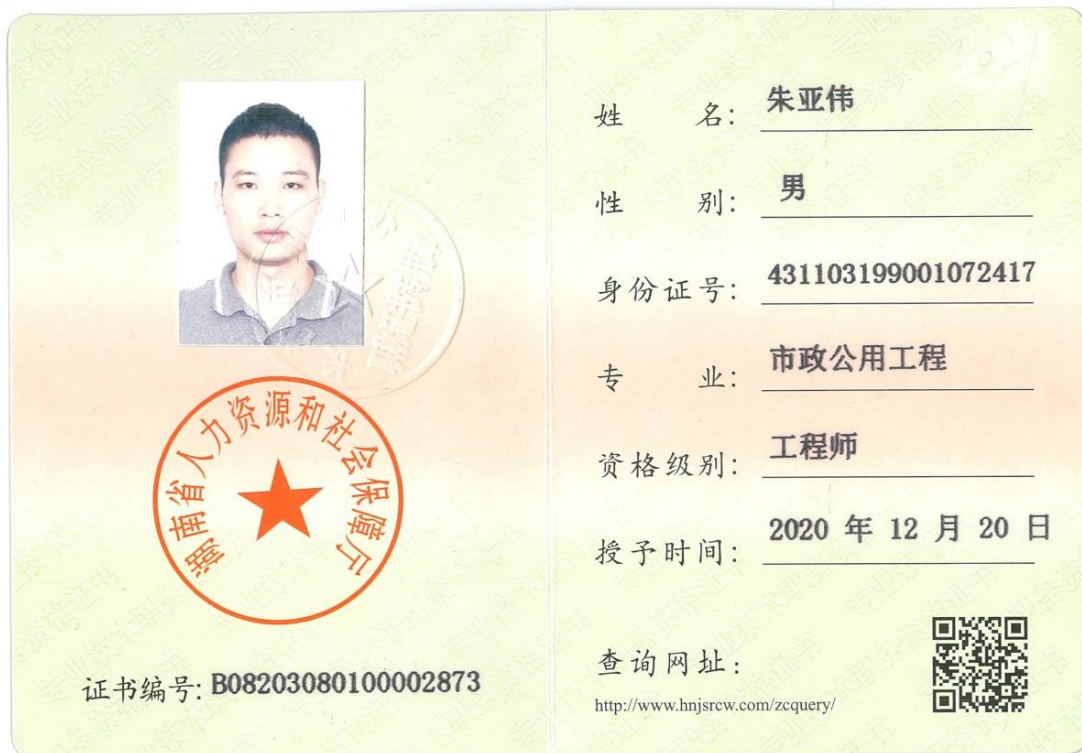 湖南省人力资源和社会保障厅
证书编号: B08203080100002873
姓 名: 朱亚伟
性 别: 男
身份证号: 431103199001072417
专 业: 市政公用工程
资格级别: 工程师
授予时间: 2020 年 12 月 20 日
查询网址:
http://www.hnjsrcw.com/zcquery/